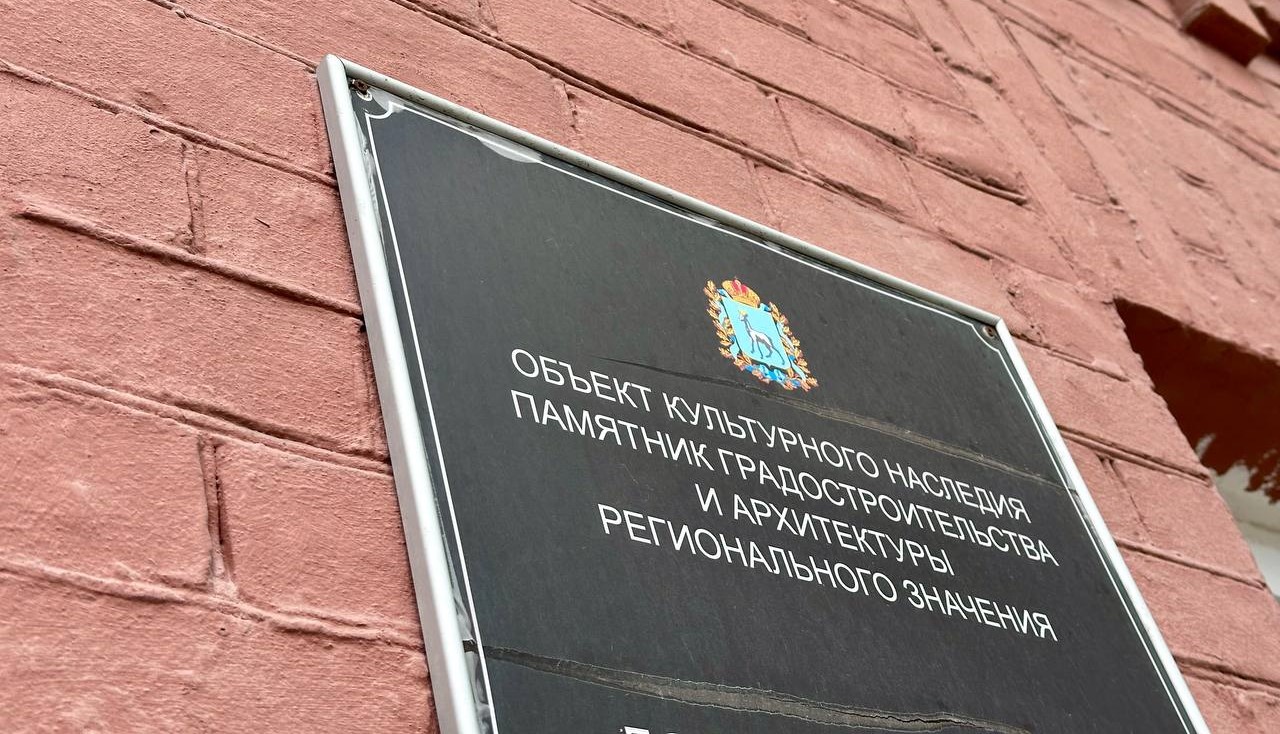 ОБЪЕКТ КУЛЬТУРНОГО НАСЛЕДИЯ
ПАМЯТНИК ГРАДОСТРОИТЕЛЬСТВА
И АРХИТЕКТУРЫ
РЕГИОНАЛЬНОГО ЗНАЧЕНИЯ